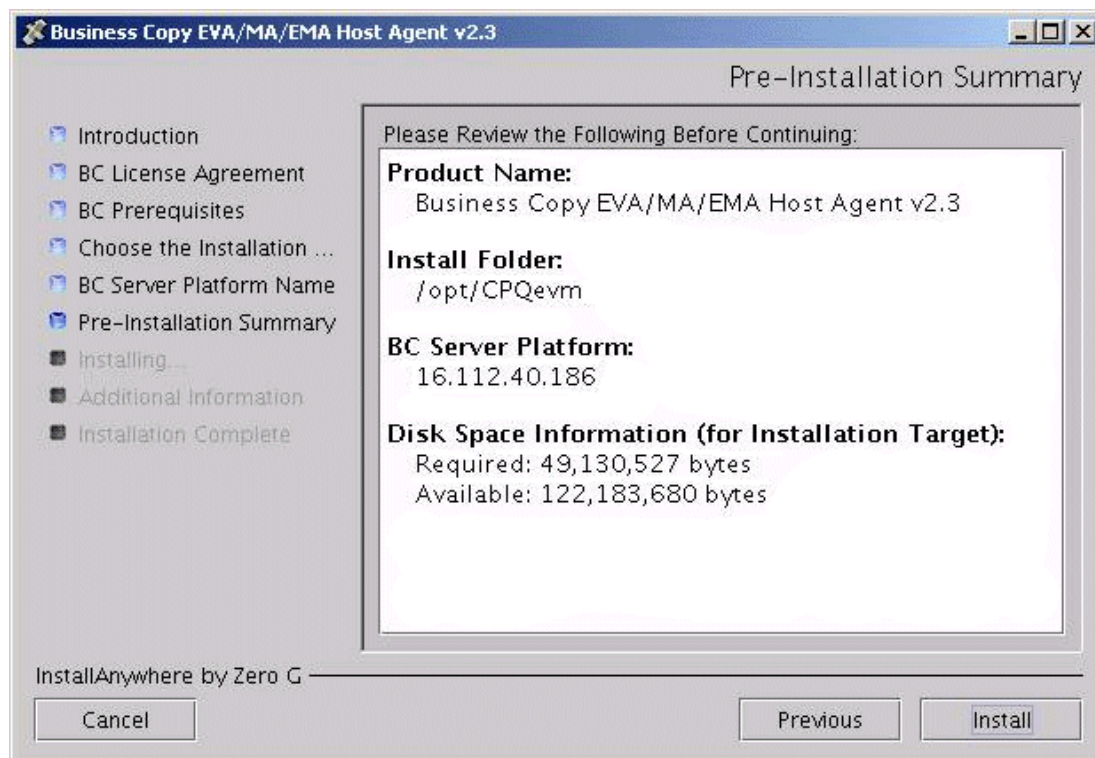 Business Copy EVA/MA/EMA Host Agent v2.3
Pre-Installation Summary
Introduction
BC License Agreement
BC Prerequisites
Choose the Installation ...
BC Server Platform Name
Pre-Installation Summary
Installing...
Additional Information
Installation Complete
Please Review the Following Before Continuing:
Product Name:
Business Copy EVA/MA/EMA Host Agent v2.3
Install Folder:
/opt/CPQevm
BC Server Platform:
16.112.40.186
Disk Space Information (for Installation Target):
Required: 49,130,527 bytes
Available: 122,183,680 bytes
InstallAnywhere by Zero G
Cancel
Previous
Install